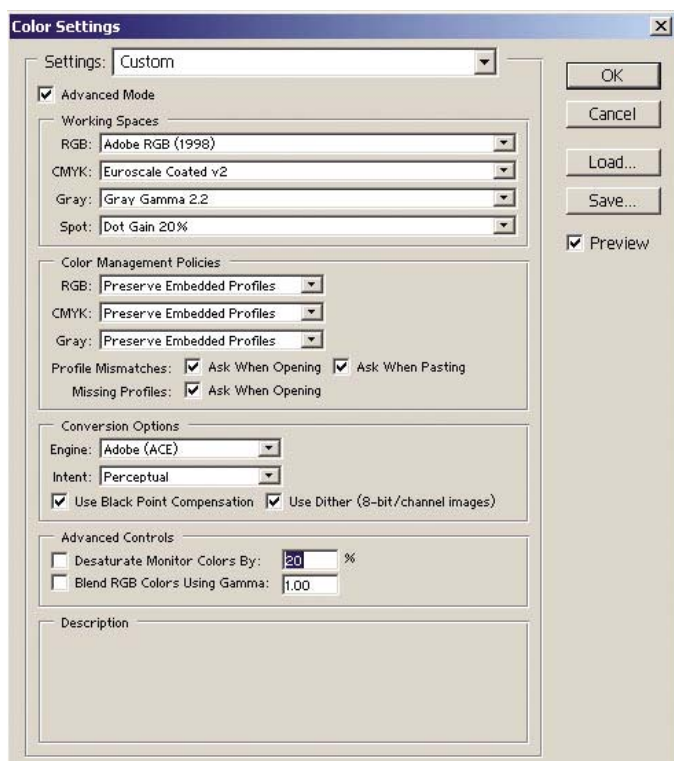 Color Settings
Settings: Custom
OK
Advanced Mode
Cancel
Working Spaces
RGB: Adobe RGB (1998)
CMYK: Euroscale Coated v2
Load...
Gray: Gray Gamma 2.2
Save...
Spot: Dot Gain 20%
Preview
Color Management Policies
RGB: Preserve Embedded Profiles
CMYK: Preserve Embedded Profiles
Gray: Preserve Embedded Profiles
Profile Mismatches: Ask When Opening Ask When Pasting
Missing Profiles: Ask When Opening
Conversion Options
Engine: Adobe (ACE)
Intent: Perceptual
Use Black Point Compensation Use Dither (8-bit/channel images)
Advanced Controls
Desaturate Monitor Colors By: 20 %
Blend RGB Colors Using Gamma: 1.00
Description